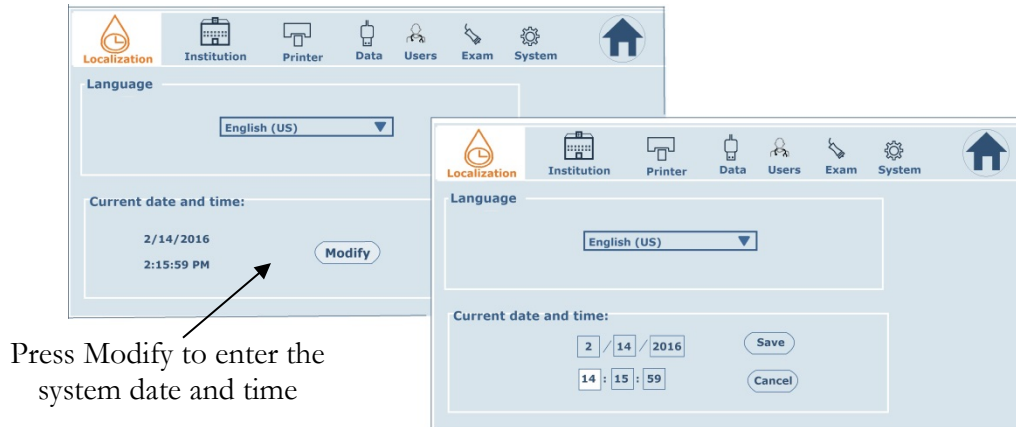 Localization Institution Printer Data Users Exam System
Language
English (US)
Current date and time:
2/14/2016
2:15:59 PM
Modify
Press Modify to enter the
system date and time
Localization Institution Printer Data Users Exam System
Language
English (US)
Current date and time:
2 / 14 / 2016 Save
14 : 15 : 59 Cancel